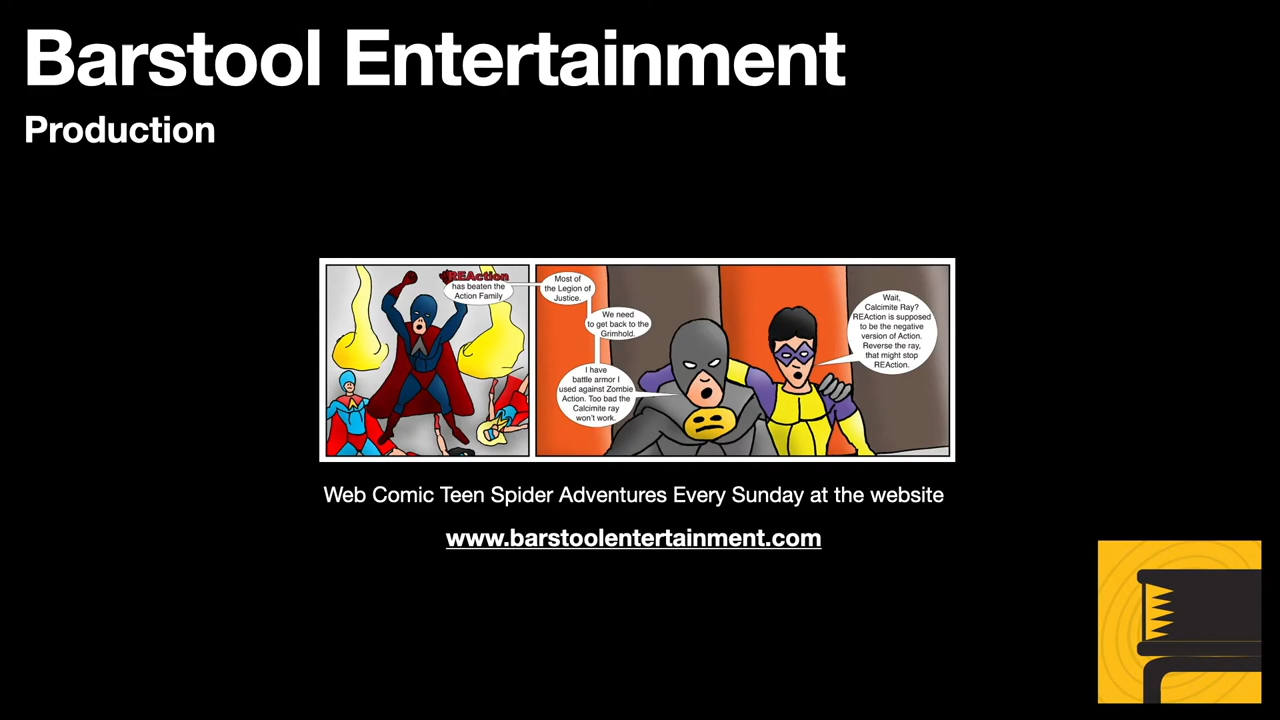 Barstool Entertainment
Production
REAction
has beaten the
Action Family
Most of
the Legion of
Justice.
We need
to get back to the
Grimhold.
I have
battle armor I
used against Zombie
Action. Too bad the
Calcimite ray
won't work.
Wait,
Calcimite Ray?
REAction is supposed
to be the negative
version of Action.
Reverse the ray,
that might stop
REAction.
Web Comic Teen Spider Adventures Every Sunday at the website
www.barstoolentertainment.com